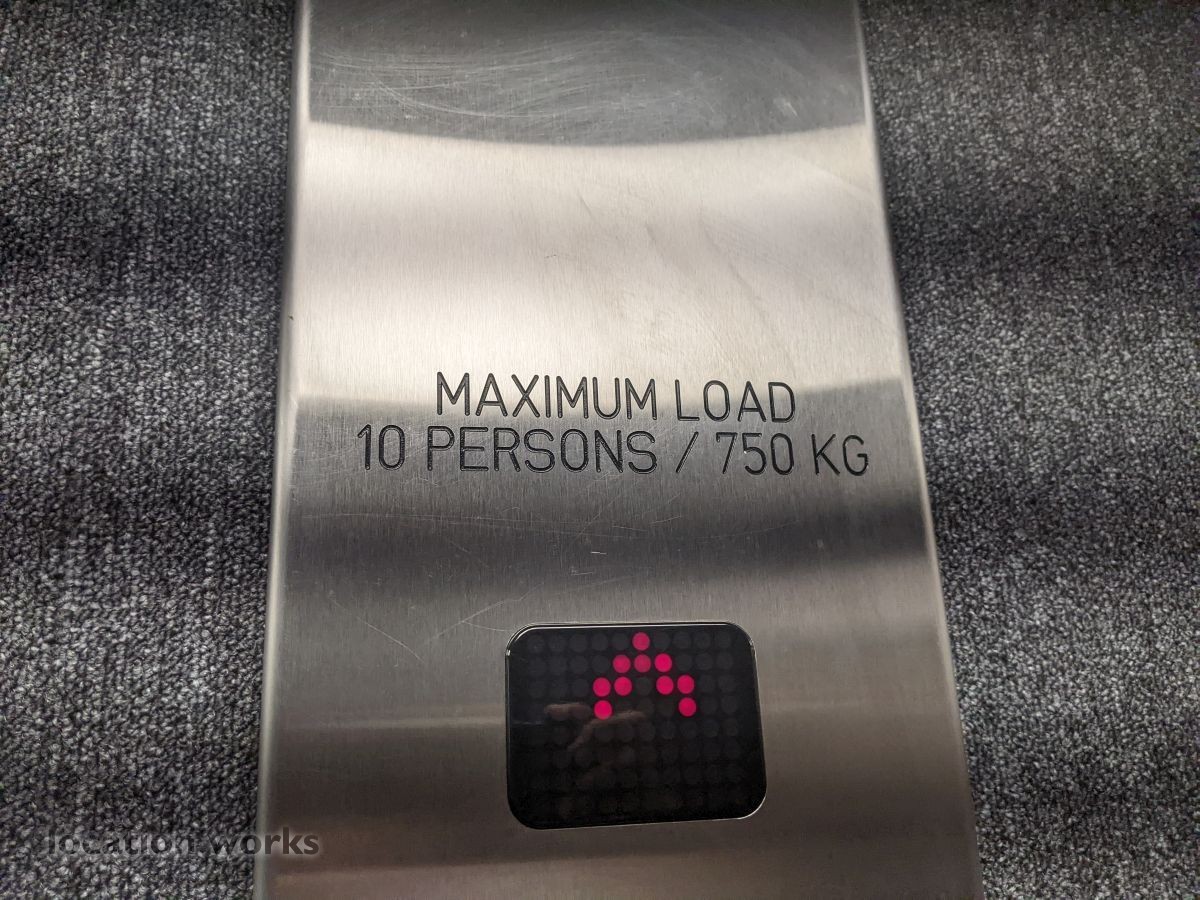 MAXIMUM LOAD
10 PERSONS / 750 KG
location works